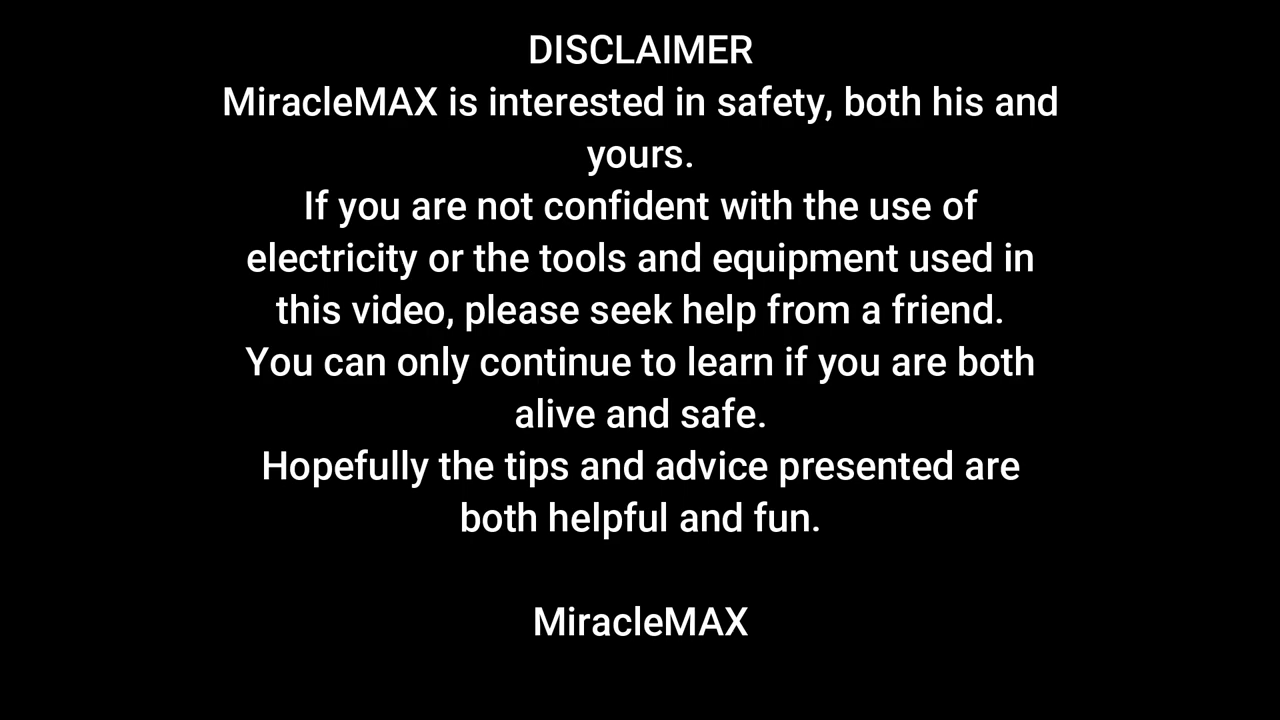 DISCLAIMER
MiracleMAX is interested in safety, both his and
yours.
If you are not confident with the use of
electricity or the tools and equipment used in
this video, please seek help from a friend.
You can only continue to learn if you are both
alive and safe.
Hopefully the tips and advice presented are
both helpful and fun.
MiracleMAX